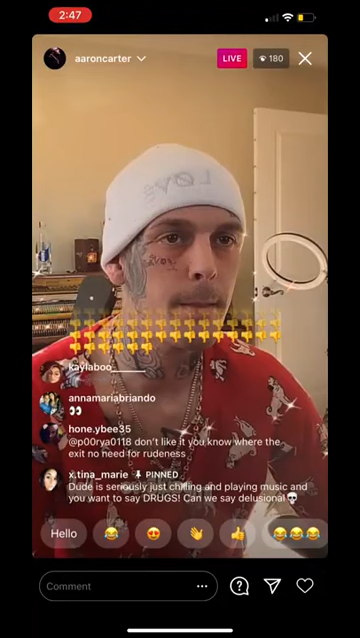 2:47
aaroncarter
LIVE
180
LOVE
kaylaboo_____
annamariabriando
👀
hone.ybee35
@p00rya0118 don't like it you know where the
exit no need for rudeness
x.tina_marie PINNED
Dude is seriously just chilling and playing music and
you want to say DRUGS! Can we say delusional💀
Hello 😂 😍 👋 👍 😂😂😂
Comment